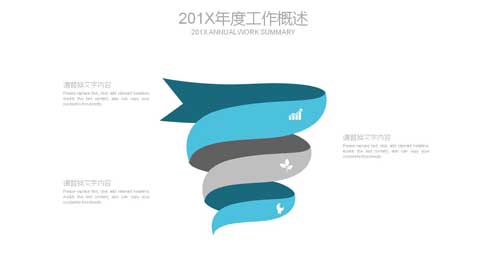 201X年度工作概述
201X ANNUAL WORK SUMMARY
请替换文字内容
Please replace text, click add relevant headline,
modify the text content, also can copy your
content to this directly.
请替换文字内容
Please replace text, click add relevant headline,
modify the text content, also can copy your
content to this directly.
请替换文字内容
Please replace text, click add relevant headline,
modify the text content, also can copy your
content to this directly.